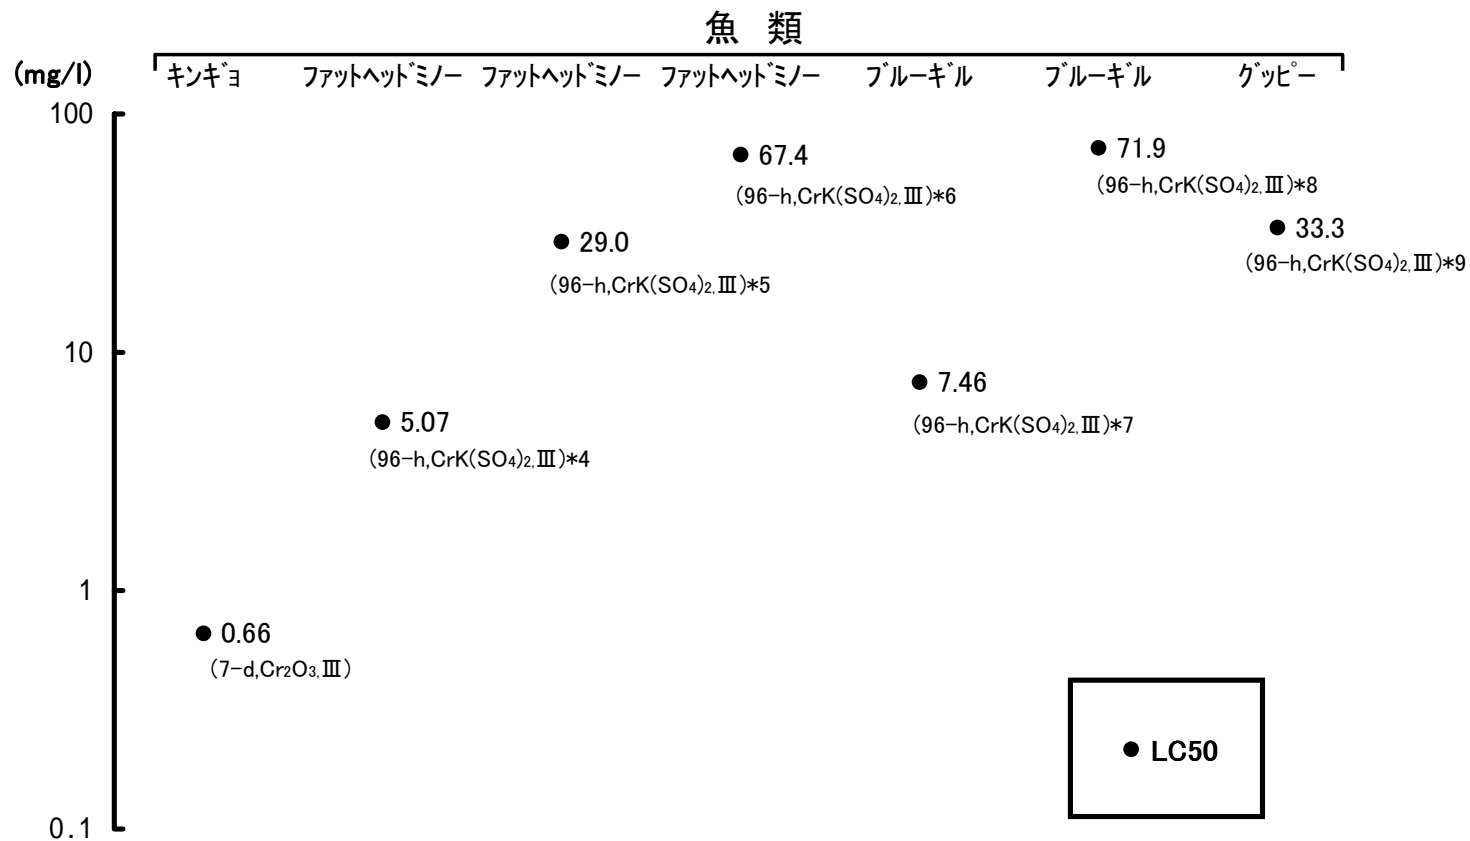 魚 類
(mg/l)
ｷﾝｷﾞｮ ﾌｧｯﾄﾍｯﾄﾞﾐﾉｰ ﾌｧｯﾄﾍｯﾄﾞﾐﾉｰ ﾌｧｯﾄﾍｯﾄﾞﾐﾉｰ ﾌﾞﾙｰｷﾞﾙ ﾌﾞﾙｰｷﾞﾙ ｸﾞｯﾋﾟｰ
100
67.4
(96-h,CrK(SO4)2,Ⅲ)*6
71.9
(96-h,CrK(SO4)2,Ⅲ)*8
29.0
(96-h,CrK(SO4)2,Ⅲ)*5
33.3
(96-h,CrK(SO4)2,Ⅲ)*9
10
7.46
(96-h,CrK(SO4)2,Ⅲ)*7
5.07
(96-h,CrK(SO4)2,Ⅲ)*4
1
0.66
(7-d,Cr2O3,Ⅲ)
LC50
0.1